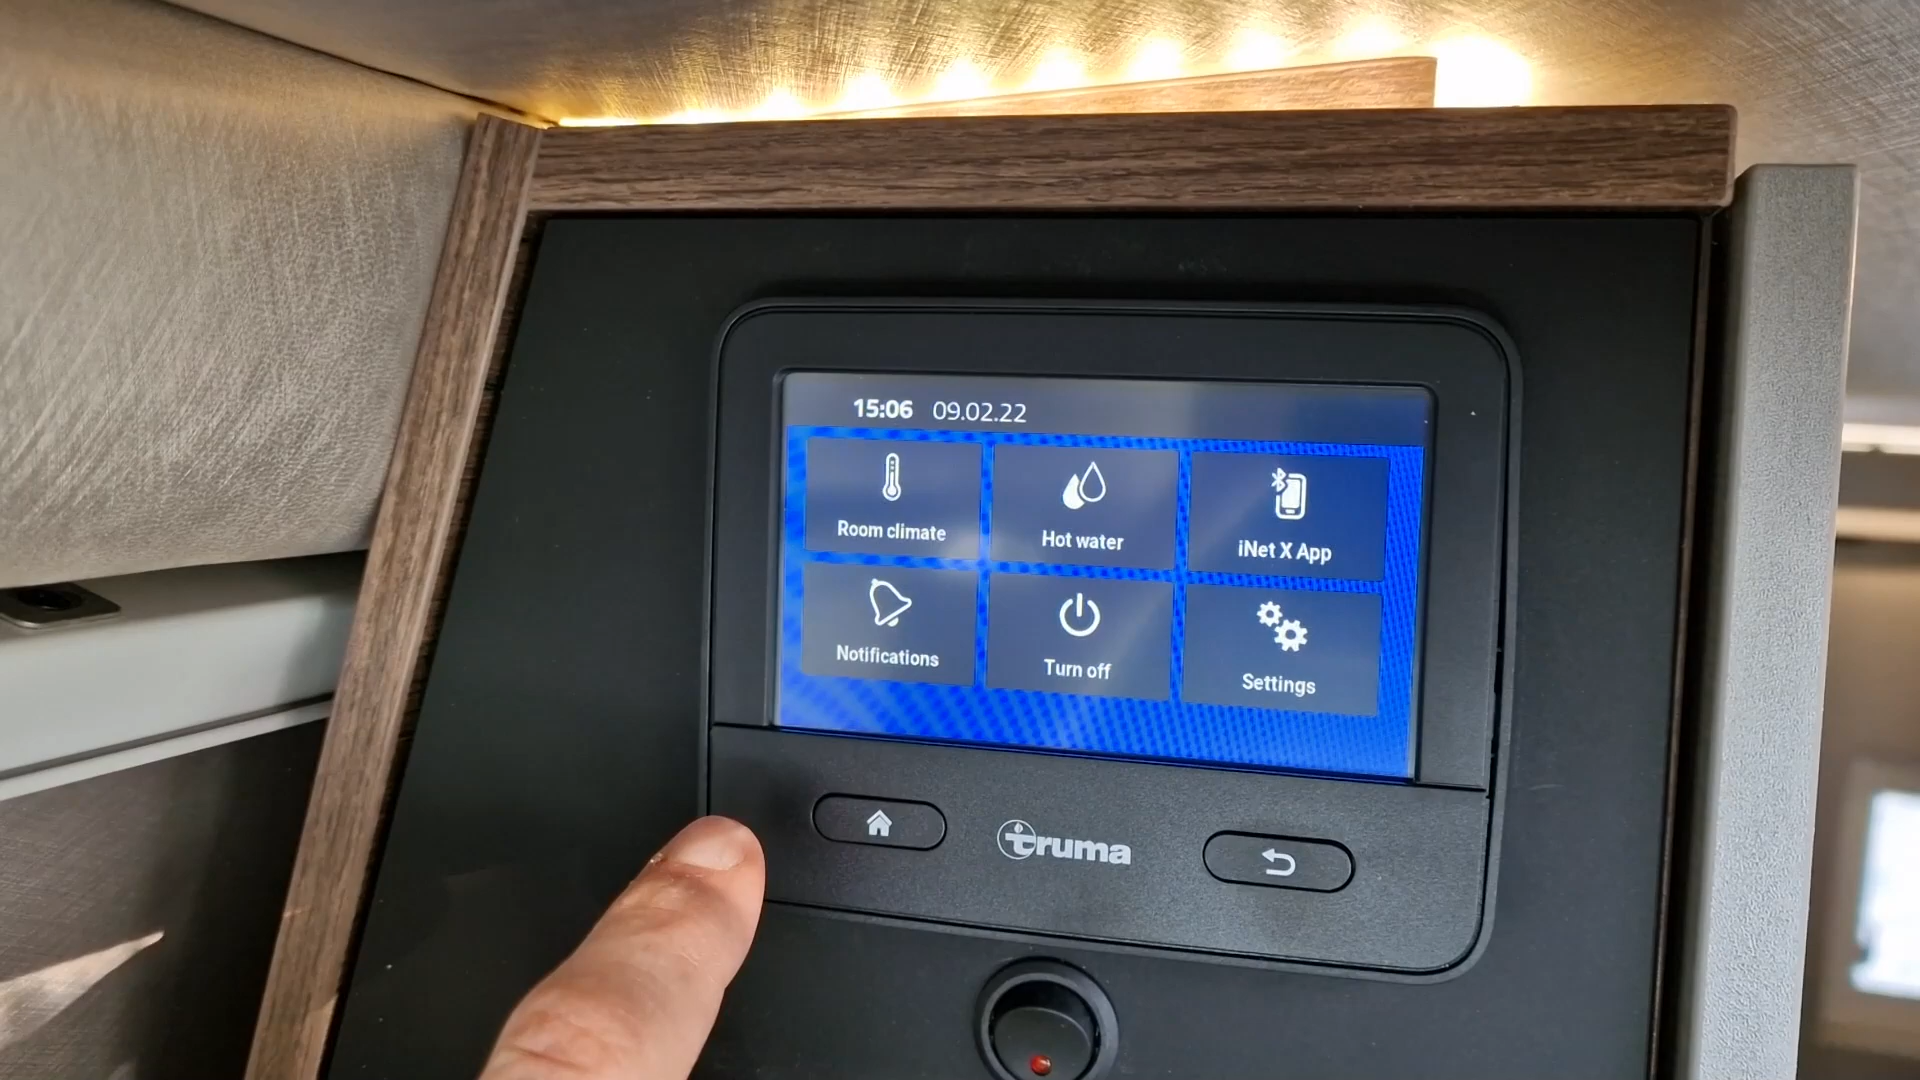 15:06 09.02.22
Room climate
Hot water
iNet X App
Notifications
Turn off
Settings
truma